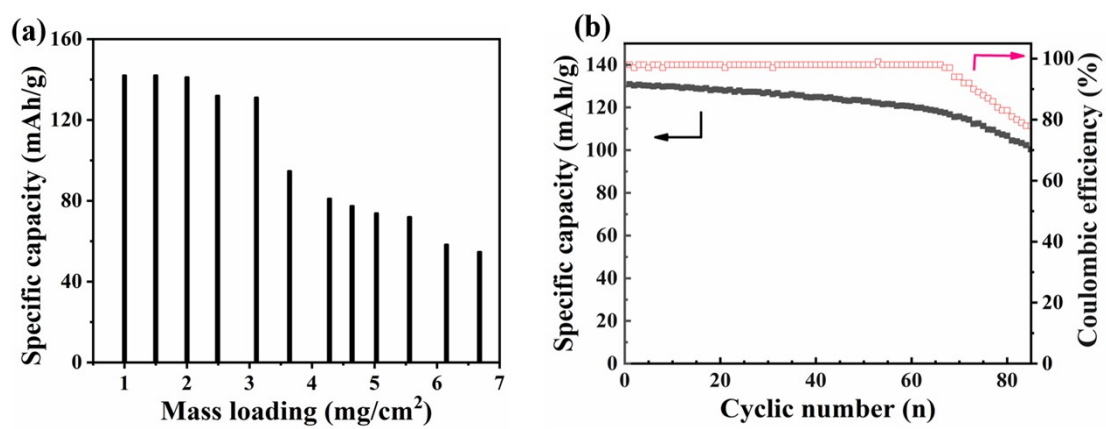 (a)
Specific capacity (mAh/g)
160
120
80
40
0
1 2 3 4 5 6 7
Mass loading (mg/cm²)
(b)
Specific capacity (mAh/g)
140
120
100
80
60
40
20
0
0 20 40 60 80
Cyclic number (n)
100
80
60
40
20
0
Coulombic efficiency (%)